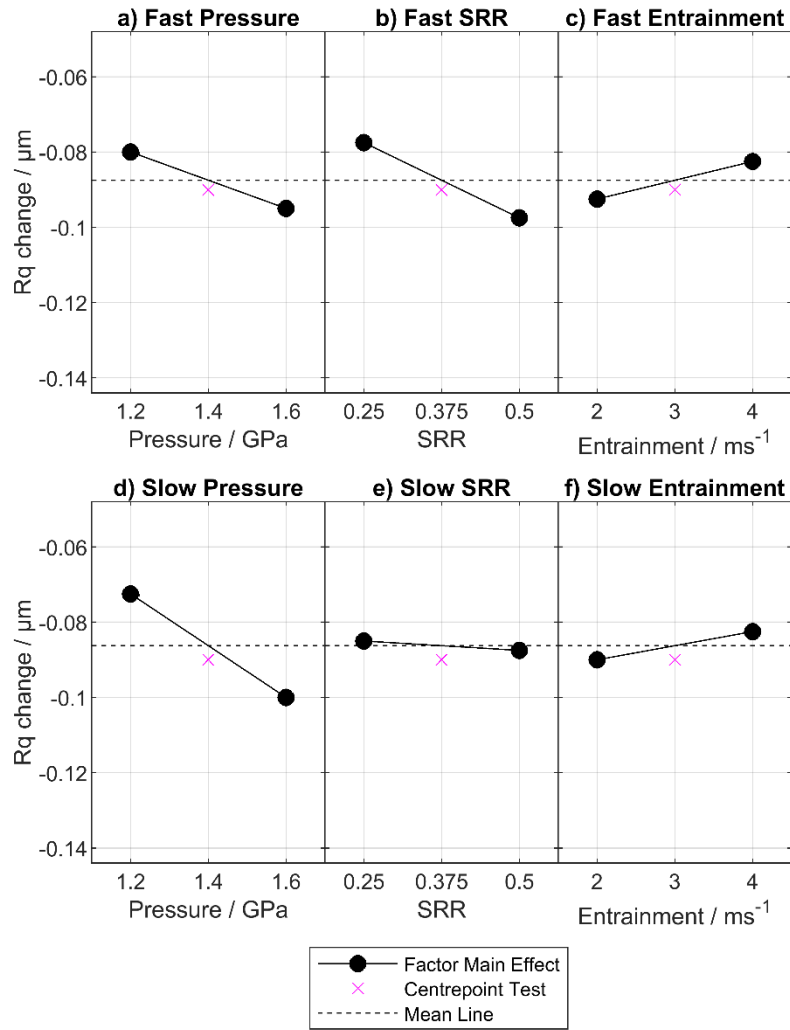 a) Fast Pressure b) Fast SRR c) Fast Entrainment
-0.06
-0.08
-0.1
-0.12
-0.14
Rq change / µm
1.2 1.4 1.6 0.25 0.375 0.5 2 3 4
Pressure / GPa SRR Entrainment / ms⁻¹
d) Slow Pressure e) Slow SRR f) Slow Entrainment
-0.06
-0.08
-0.1
-0.12
-0.14
Rq change / µm
1.2 1.4 1.6 0.25 0.375 0.5 2 3 4
Pressure / GPa SRR Entrainment / ms⁻¹
Factor Main Effect
Centrepoint Test
Mean Line